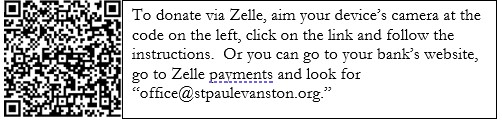 To donate via Zelle, aim your device’s camera at the
code on the left, click on the link and follow the
instructions.  Or you can go to your bank’s website,
go to Zelle payments and look for
“office@stpaulevanston.org.”